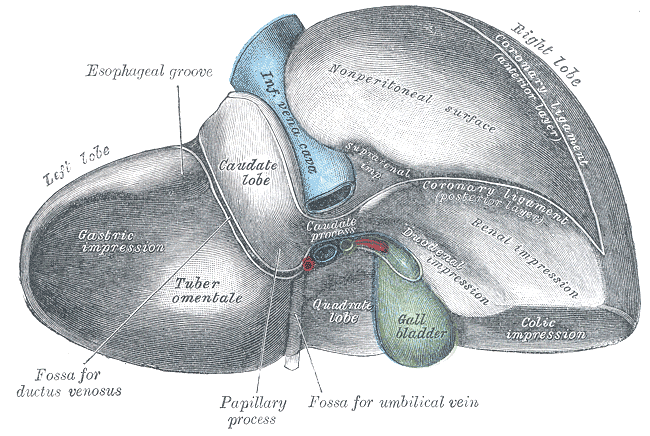 Right lobe
Coronary ligament
(anterior layer)
Esophageal groove
Inf. vena cava
Nonperitoneal surface
Left lobe
Caudate
lobe
Suprarenal
imp.
Coronary ligament
(posterior layer)
Caudate
process
Renal impression
Duodenal
impression
Gastric
impression
Tuber
omentale
Quadrate
lobe
Gall
bladder
Colic
impression
Fossa for
ductus venosus
Papillary
process
Fossa for umbilical vein